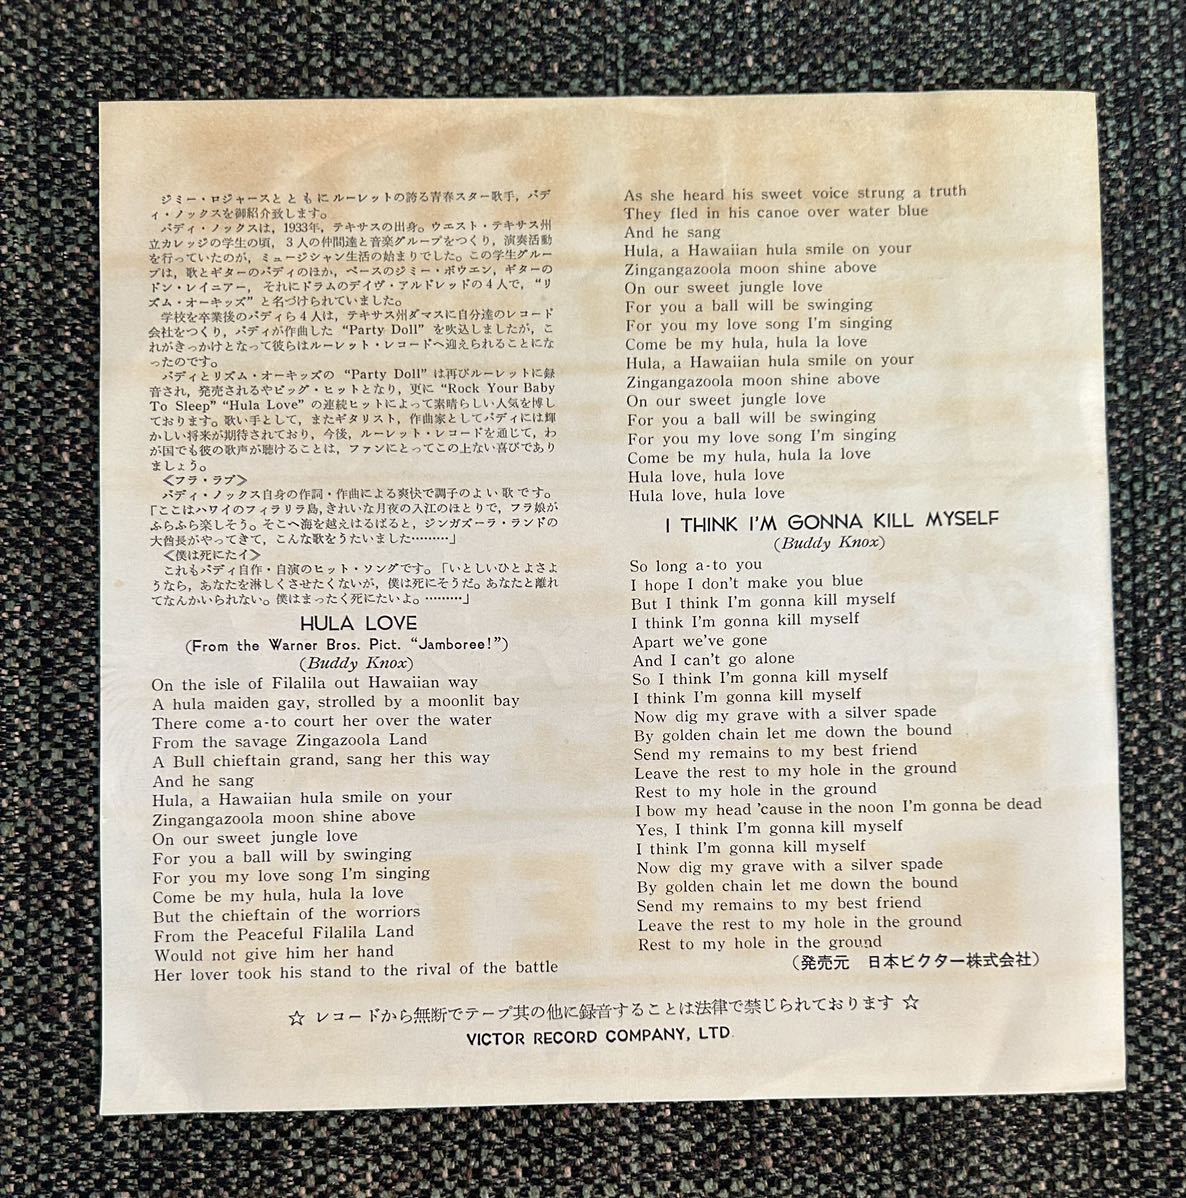 ジミー・ロジャースとともにルーレットの誇る青春スター歌手，バデ
ィ・ノックスを御紹介致します。
バディ・ノックスは，1933年，テキサスの出身。ウエスト・テキサス州
立カレッジの学生の頃，３人の仲間達と音楽グループをつくり，演奏活動
を行っていたのが，ミュージシャン生活の始まりでした。この学生グルー
プは，歌とギターのバディのほか，ベースのジミー・ボウエン，ギターの
ドン・レイニアー，それにドラムのデイヴ・アルドレッドの４人で，“リ
ズム・オーキッズ”と名づけられていました。
学校を卒業後のバディら４人は，テキサス州ダマスに自分達のレコード
会社をつくり，バディが作曲した “Party Doll” を吹込しましたが，こ
れがきっかけとなって彼らはルーレット・レコードへ迎えられることにな
ったのです。
バディとリズム・オーキッズの “Party Doll” は再びルーレットに録
音され，発売されるやビッグ・ヒットとなり，更に “Rock Your Baby
To Sleep” “Hula Love” の連続ヒットによって素晴らしい人気を博し
ております。歌い手として，またギタリスト，作曲家としてバディには輝
かしい将来が期待されており，今後，ルーレット・レコードを通じて，わ
が国でも彼の歌声が聴けることは，ファンにとってこの上ない喜びであり
ましょう。
＜フラ・ラブ＞
バディ・ノックス自身の作詞・作曲による爽快で調子のよい歌です。
「ここはハワイのフィラリラ島，きれいな月夜の入江のほとりで，フラ娘が
ふらふら楽しそう。そこへ海を越えはるばると，ジンガズーラ・ランドの
大酋長がやってきて，こんな歌をうたいました………」
＜僕は死にたイ＞
これもバディ自作・自演のヒット・ソングです。「いとしいひとよさよ
うなら，あなたを淋しくさせたくないが，僕は死にそうだ。あなたと離れ
てなんかいられない。僕はまったく死にたいよ。………」
HULA LOVE
(From the Warner Bros. Pict. “Jamboree!”)
(Buddy Knox)
On the isle of Filalila out Hawaiian way
A hula maiden gay, strolled by a moonlit bay
There come a-to court her over the water
From the savage Zingazoola Land
A Bull chieftain grand, sang her this way
And he sang
Hula, a Hawaiian hula smile on your
Zingangazoola moon shine above
On our sweet jungle love
For you a ball will by swinging
For you my love song I'm singing
Come be my hula, hula la love
But the chieftain of the worriors
From the Peaceful Filalila Land
Would not give him her hand
Her lover took his stand to the rival of the battle
As she heard his sweet voice strung a truth
They fled in his canoe over water blue
And he sang
Hula, a Hawaiian hula smile on your
Zingangazoola moon shine above
On our sweet jungle love
For you a ball will be swinging
For you my love song I'm singing
Come be my hula, hula la love
Hula, a Hawaiian hula smile on your
Zingangazoola moon shine above
On our sweet jungle love
For you a ball will be swinging
For you my love song I'm singing
Come be my hula, hula la love
Hula love, hula love
Hula love, hula love
I THINK I'M GONNA KILL MYSELF
(Buddy Knox)
So long a-to you
I hope I don't make you blue
But I think I'm gonna kill myself
I think I'm gonna kill myself
Apart we've gone
And I can't go alone
So I think I'm gonna kill myself
I think I'm gonna kill myself
Now dig my grave with a silver spade
By golden chain let me down the bound
Send my remains to my best friend
Leave the rest to my hole in the ground
Rest to my hole in the ground
I bow my head 'cause in the noon I'm gonna be dead
Yes, I think I'm gonna kill myself
I think I'm gonna kill myself
Now dig my grave with a silver spade
By golden chain let me down the bound
Send my remains to my best friend
Leave the rest to my hole in the ground
Rest to my hole in the ground
（発売元　日本ビクター株式会社）
☆ レコードから無断でテープ其の他に録音することは法律で禁じられております ☆
VICTOR RECORD COMPANY, LTD.